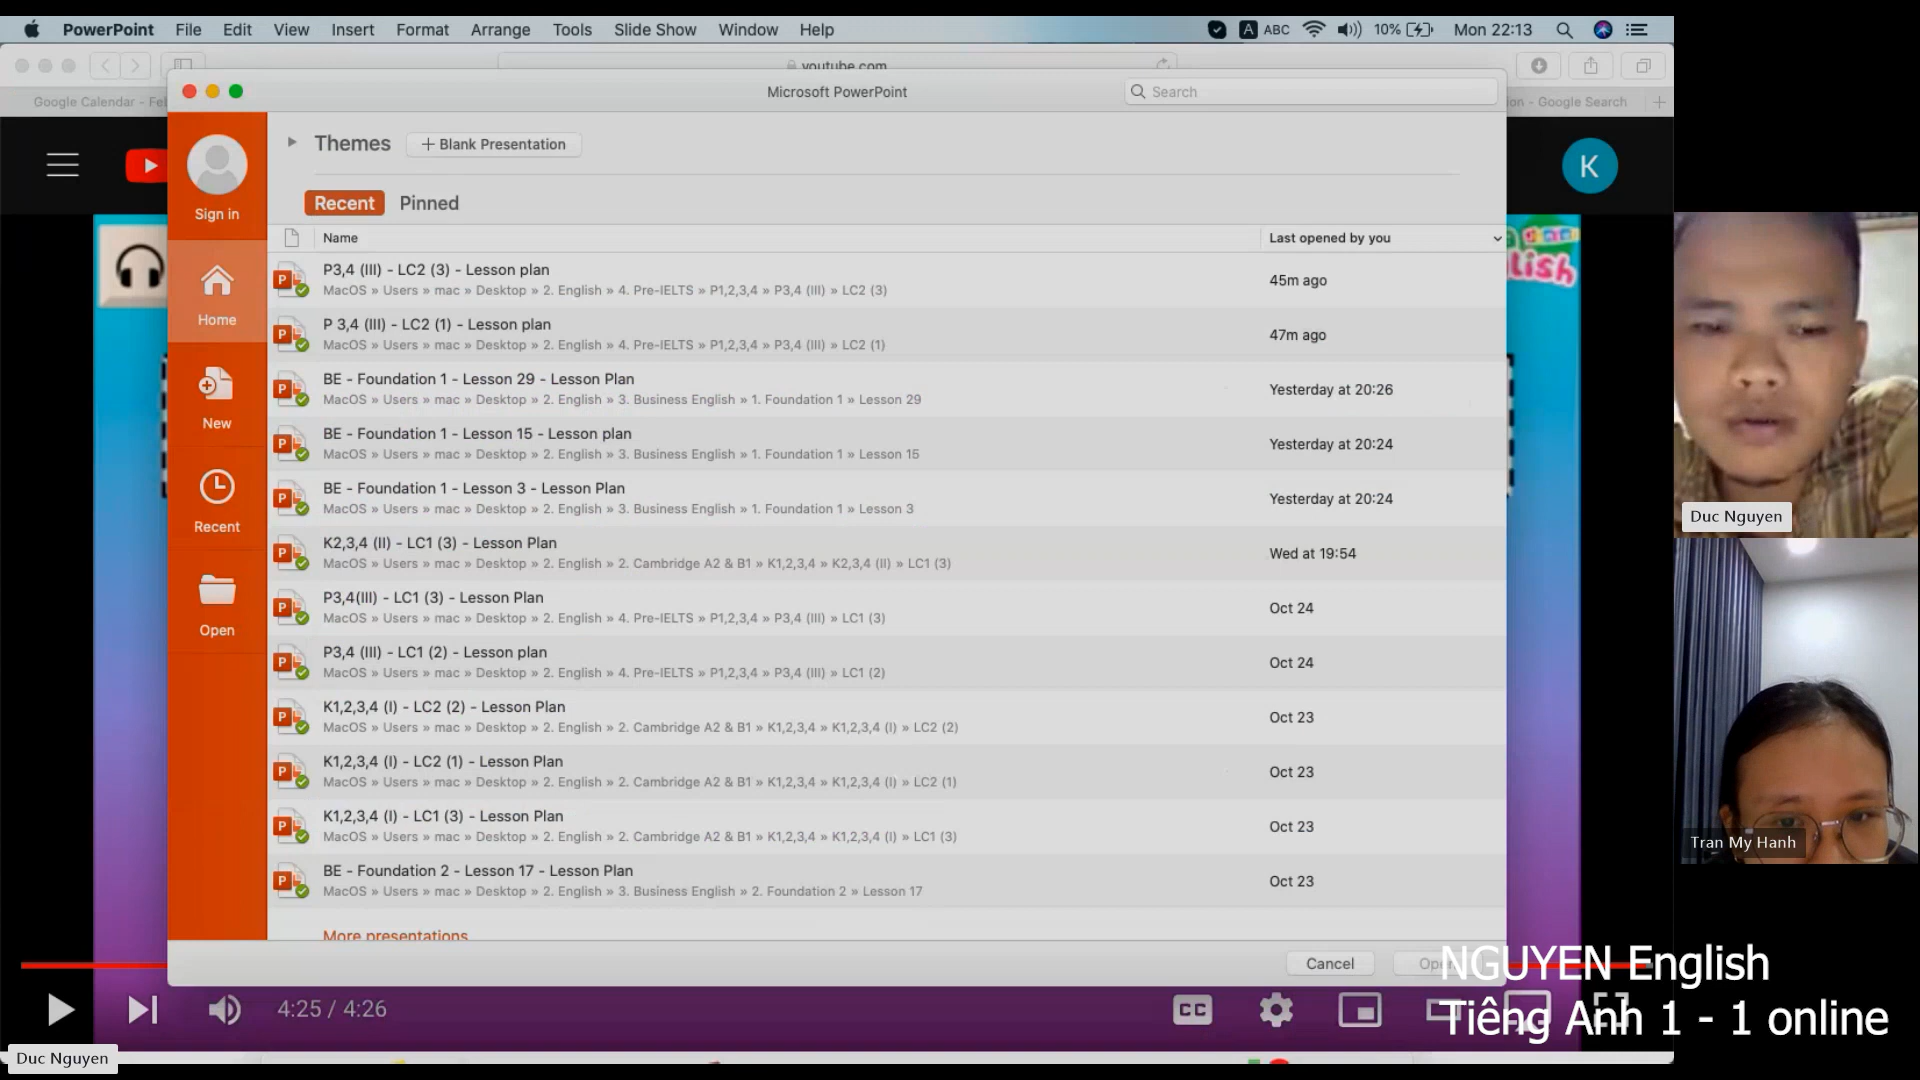 PowerPoint File Edit View Insert Format Arrange Tools Slide Show Window Help A ABC 10% Mon 22:13
youtube.com
Google Calendar - Fe
on - Google Search
Microsoft PowerPoint
Search
Themes
Blank Presentation
Sign in
K
Recent Pinned
Name
Last opened by you
lish
P3,4 (III) - LC2 (3) - Lesson plan
MacOS » Users » mac » Desktop » 2. English » 4. Pre-IELTS » P1,2,3,4 » P3,4 (III) » LC2 (3)
45m ago
Home
P 3,4 (III) - LC2 (1) - Lesson plan
MacOS » Users » mac » Desktop » 2. English » 4. Pre-IELTS » P1,2,3,4 » P3,4 (III) » LC2 (1)
47m ago
BE - Foundation 1 - Lesson 29 - Lesson Plan
MacOS » Users » mac » Desktop » 2. English » 3. Business English » 1. Foundation 1 » Lesson 29
Yesterday at 20:26
New
BE - Foundation 1 - Lesson 15 - Lesson plan
MacOS » Users » mac » Desktop » 2. English » 3. Business English » 1. Foundation 1 » Lesson 15
Yesterday at 20:24
BE - Foundation 1 - Lesson 3 - Lesson Plan
MacOS » Users » mac » Desktop » 2. English » 3. Business English » 1. Foundation 1 » Lesson 3
Yesterday at 20:24
Recent
Duc Nguyen
K2,3,4 (II) - LC1 (3) - Lesson Plan
MacOS » Users » mac » Desktop » 2. English » 2. Cambridge A2 & B1 » K1,2,3,4 » K2,3,4 (II) » LC1 (3)
Wed at 19:54
P3,4(III) - LC1 (3) - Lesson Plan
MacOS » Users » mac » Desktop » 2. English » 4. Pre-IELTS » P1,2,3,4 » P3,4 (III) » LC1 (3)
Oct 24
Open
P3,4 (III) - LC1 (2) - Lesson plan
MacOS » Users » mac » Desktop » 2. English » 4. Pre-IELTS » P1,2,3,4 » P3,4 (III) » LC1 (2)
Oct 24
K1,2,3,4 (I) - LC2 (2) - Lesson Plan
MacOS » Users » mac » Desktop » 2. English » 2. Cambridge A2 & B1 » K1,2,3,4 » K1,2,3,4 (I) » LC2 (2)
Oct 23
K1,2,3,4 (I) - LC2 (1) - Lesson Plan
MacOS » Users » mac » Desktop » 2. English » 2. Cambridge A2 & B1 » K1,2,3,4 » K1,2,3,4 (I) » LC2 (1)
Oct 23
K1,2,3,4 (I) - LC1 (3) - Lesson Plan
MacOS » Users » mac » Desktop » 2. English » 2. Cambridge A2 & B1 » K1,2,3,4 » K1,2,3,4 (I) » LC1 (3)
Oct 23
Tran My Hanh
BE - Foundation 2 - Lesson 17 - Lesson Plan
MacOS » Users » mac » Desktop » 2. English » 3. Business English » 2. Foundation 2 » Lesson 17
Oct 23
More presentations
Cancel
Open
NGUYEN English
4:25 / 4:26
CC
Tiếng Anh 1 - 1 online
Duc Nguyen